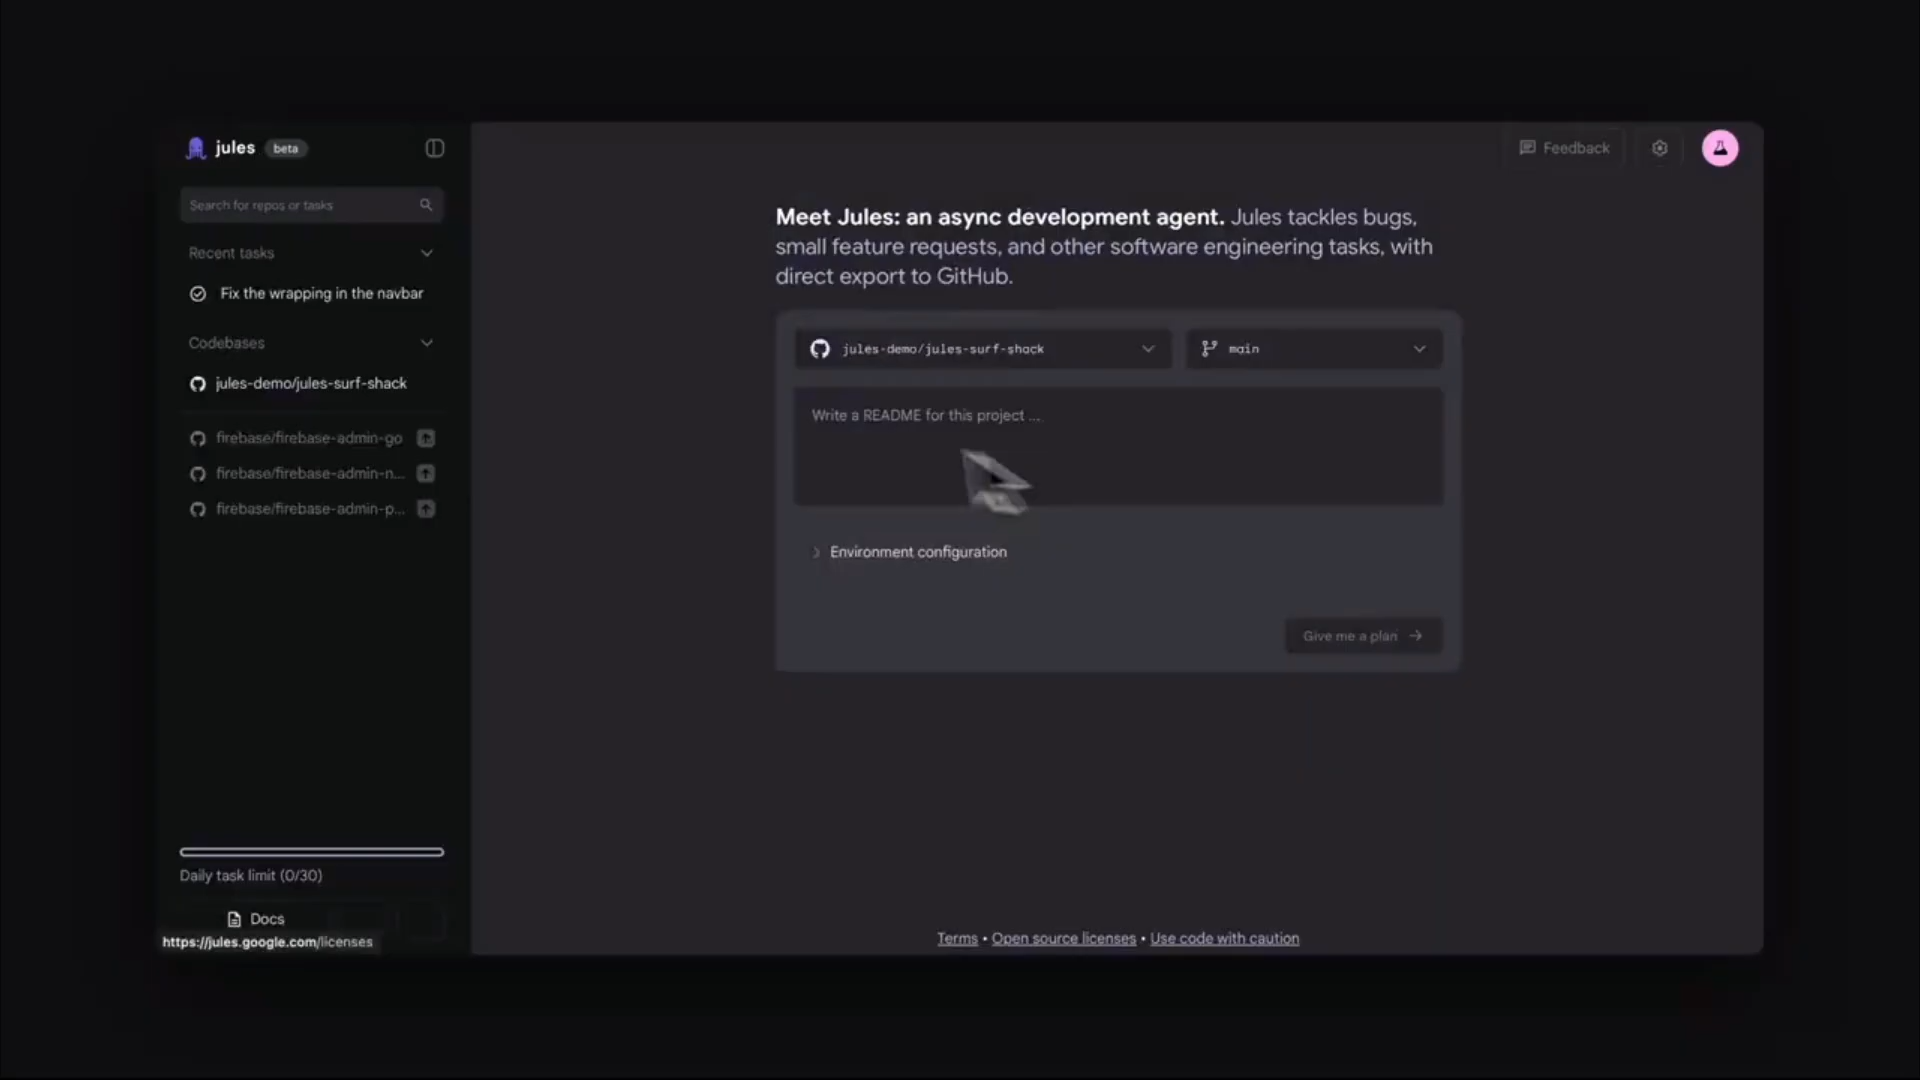 jules beta
Search for repos or tasks
Recent tasks
Fix the wrapping in the navbar
Codebases
jules-demo/jules-surf-shack
firebase/firebase-admin-go
firebase/firebase-admin-n...
firebase/firebase-admin-p...
Daily task limit (0/30)
Docs
https://jules.google.com/licenses
Feedback
Meet Jules: an async development agent. Jules tackles bugs,
small feature requests, and other software engineering tasks, with
direct export to GitHub.
jules-demo/jules-surf-shack main
Write a README for this project ...
Environment configuration
Give me a plan →
Terms • Open source licenses • Use code with caution